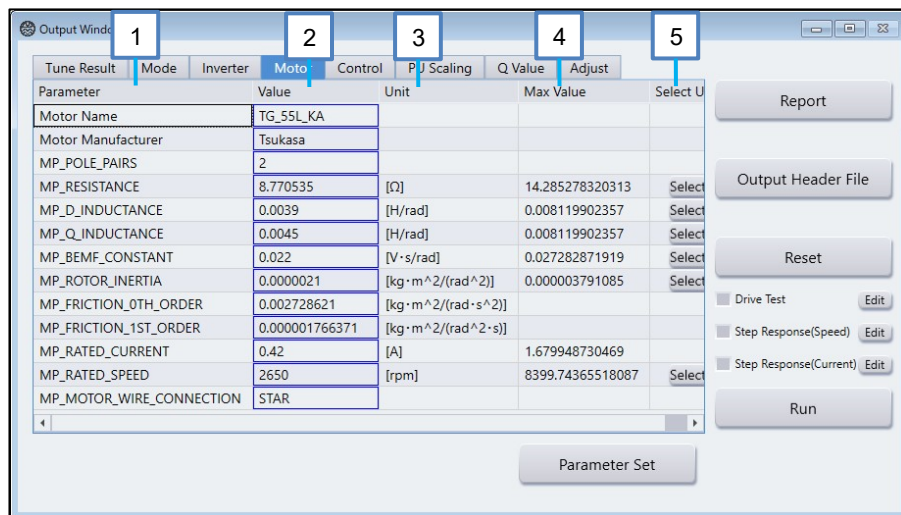 Output Windo
1 2 3 4 5
Tune Result Mode Inverter Motor Control PU Scaling Q Value Adjust
Parameter Value Unit Max Value Select U
Motor Name TG_55L_KA
Motor Manufacturer Tsukasa
MP_POLE_PAIRS 2
MP_RESISTANCE 8.770535 [Ω] 14.285278320313 Select
MP_D_INDUCTANCE 0.0039 [H/rad] 0.008119902357 Select
MP_Q_INDUCTANCE 0.0045 [H/rad] 0.008119902357 Select
MP_BEMF_CONSTANT 0.022 [V・s/rad] 0.027282871919 Select
MP_ROTOR_INERTIA 0.0000021 [kg・m^2/(rad^2)] 0.000003791085 Select
MP_FRICTION_0TH_ORDER 0.002728621 [kg・m^2/(rad・s^2)]
MP_FRICTION_1ST_ORDER 0.000001766371 [kg・m^2/(rad^2・s)]
MP_RATED_CURRENT 0.42 [A] 1.679948730469
MP_RATED_SPEED 2650 [rpm] 8399.74365518087 Select
MP_MOTOR_WIRE_CONNECTION STAR
Parameter Set
Report
Output Header File
Reset
Drive Test Edit
Step Response(Speed) Edit
Step Response(Current) Edit
Run